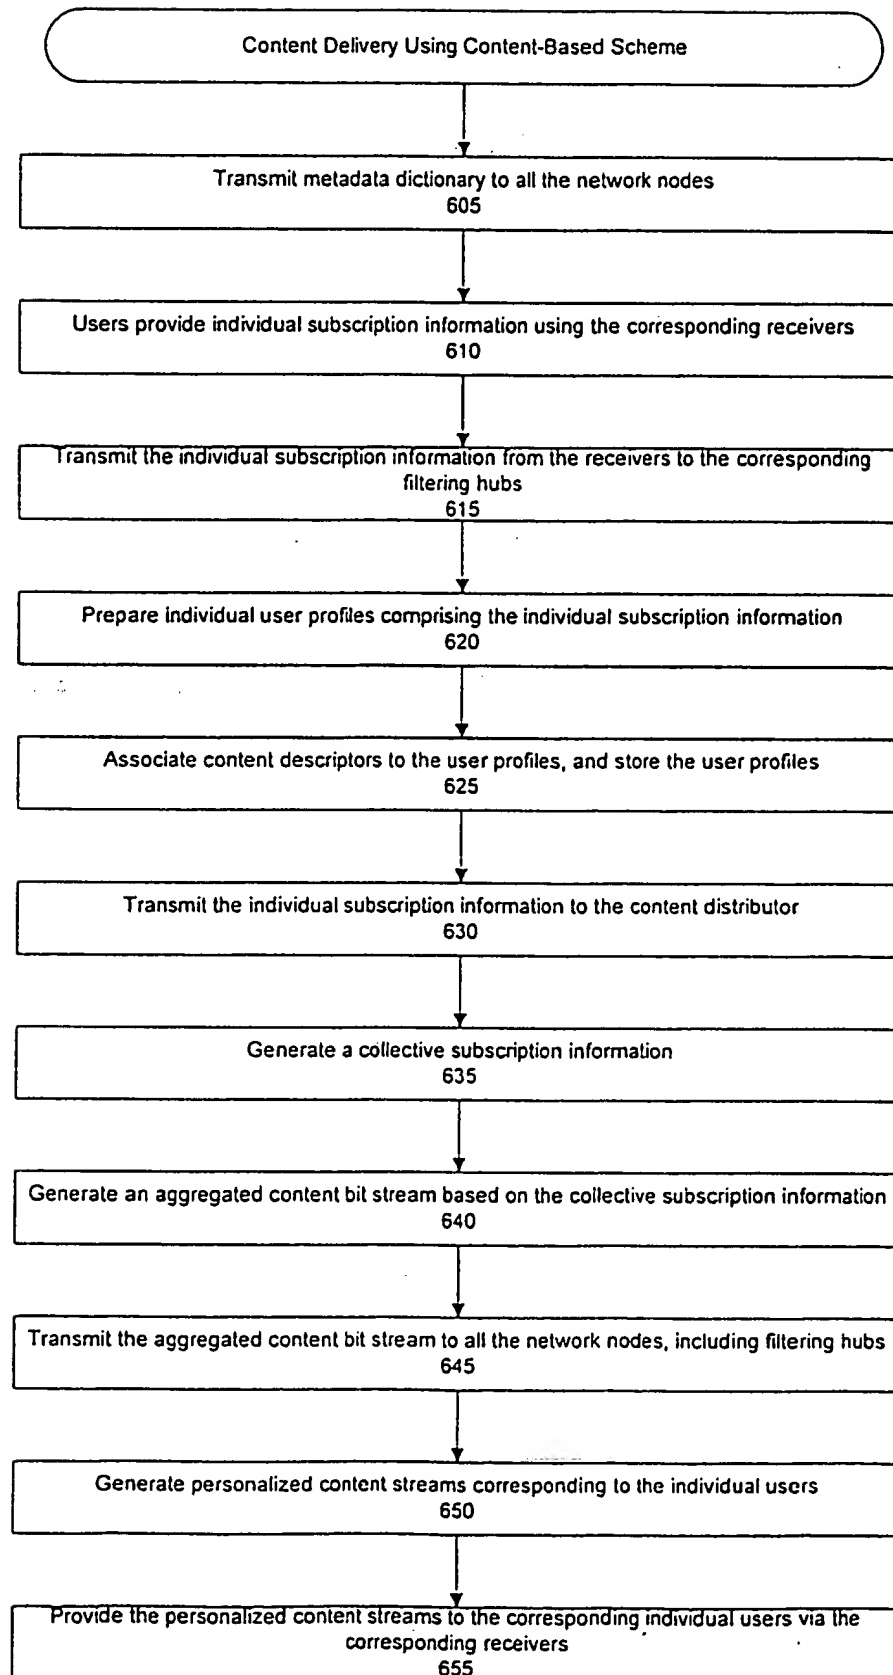 Content Delivery Using Content-Based Scheme
Transmit metadata dictionary to all the network nodes
605
Users provide individual subscription information using the corresponding receivers
610
Transmit the individual subscription information from the receivers to the corresponding
filtering hubs
615
Prepare individual user profiles comprising the individual subscription information
620
Associate content descriptors to the user profiles, and store the user profiles
625
Transmit the individual subscription information to the content distributor
630
Generate a collective subscription information
635
Generate an aggregated content bit stream based on the collective subscription information
640
Transmit the aggregated content bit stream to all the network nodes, including filtering hubs
645
Generate personalized content streams corresponding to the individual users
650
Provide the personalized content streams to the corresponding individual users via the
corresponding receivers
655